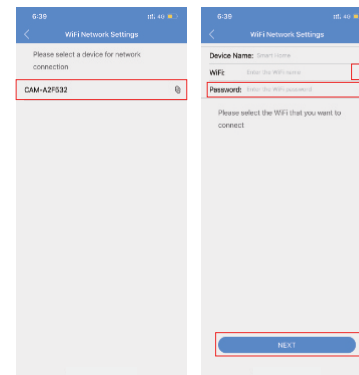 6:39
4G
WiFi Network Settings
Please select a device for network
connection
CAM-A2F532
6:39
4G
WiFi Network Settings
Device Name: Smart Home
WiFi: Enter the WiFi name
Password: Enter the WiFi password
Please select the WiFi that you want to
connect
NEXT